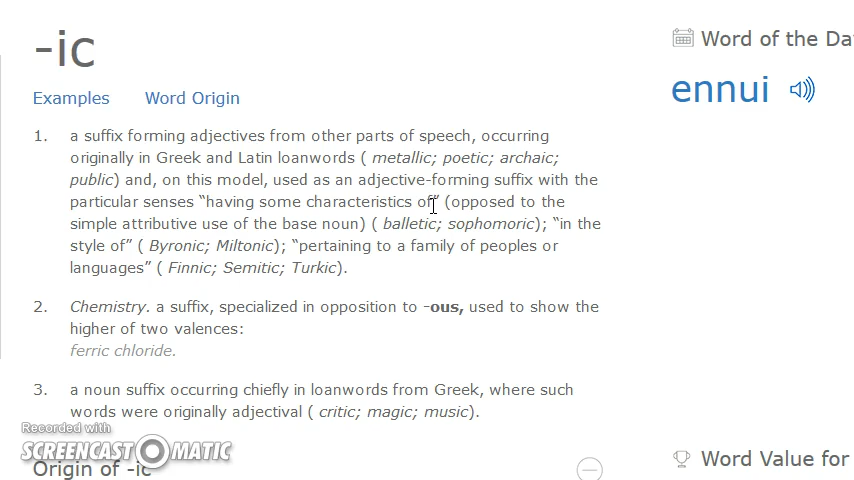 -ic
Examples
Word Origin
1. a suffix forming adjectives from other parts of speech, occurring
originally in Greek and Latin loanwords ( metallic; poetic; archaic;
public) and, on this model, used as an adjective-forming suffix with the
particular senses “having some characteristics of” (opposed to the
simple attributive use of the base noun) ( balletic; sophomoric); “in the
style of” ( Byronic; Miltonic); “pertaining to a family of peoples or
languages” ( Finnic; Semitic; Turkic).
2. Chemistry. a suffix, specialized in opposition to -ous, used to show the
higher of two valences:
ferric chloride.
3. a noun suffix occurring chiefly in loanwords from Greek, where such
words were originally adjectival ( critic; magic; music).
Recorded with
SCREENCAST MATIC
Origin of -ic
Word of the Da
ennui
Word Value for